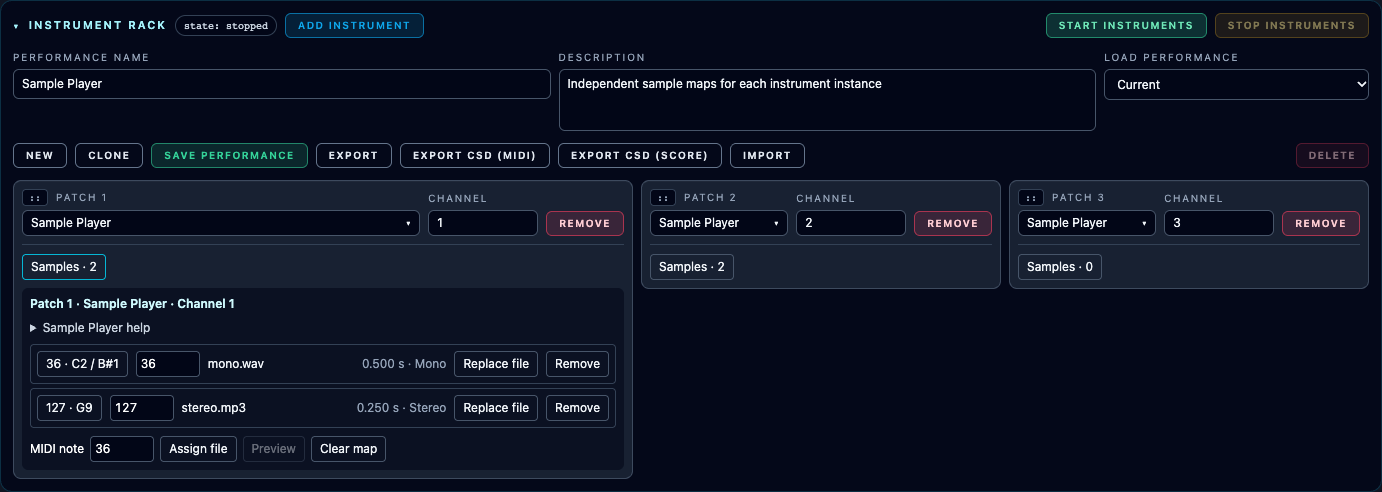 ▾ INSTRUMENT RACK state: stopped ADD INSTRUMENT START INSTRUMENTS STOP INSTRUMENTS
PERFORMANCE NAME DESCRIPTION LOAD PERFORMANCE
Sample Player Independent sample maps for each instrument instance Current
NEW CLONE SAVE PERFORMANCE EXPORT EXPORT CSD (MIDI) EXPORT CSD (SCORE) IMPORT DELETE
:: PATCH 1 CHANNEL :: PATCH 2 CHANNEL :: PATCH 3 CHANNEL
Sample Player 1 REMOVE Sample Player 2 REMOVE Sample Player 3 REMOVE
Samples · 2 Samples · 2 Samples · 0
Patch 1 · Sample Player · Channel 1
▶ Sample Player help
36 · C2 / B#1 36 mono.wav 0.500 s · Mono Replace file Remove
127 · G9 127 stereo.mp3 0.250 s · Stereo Replace file Remove
MIDI note 36 Assign file Preview Clear map